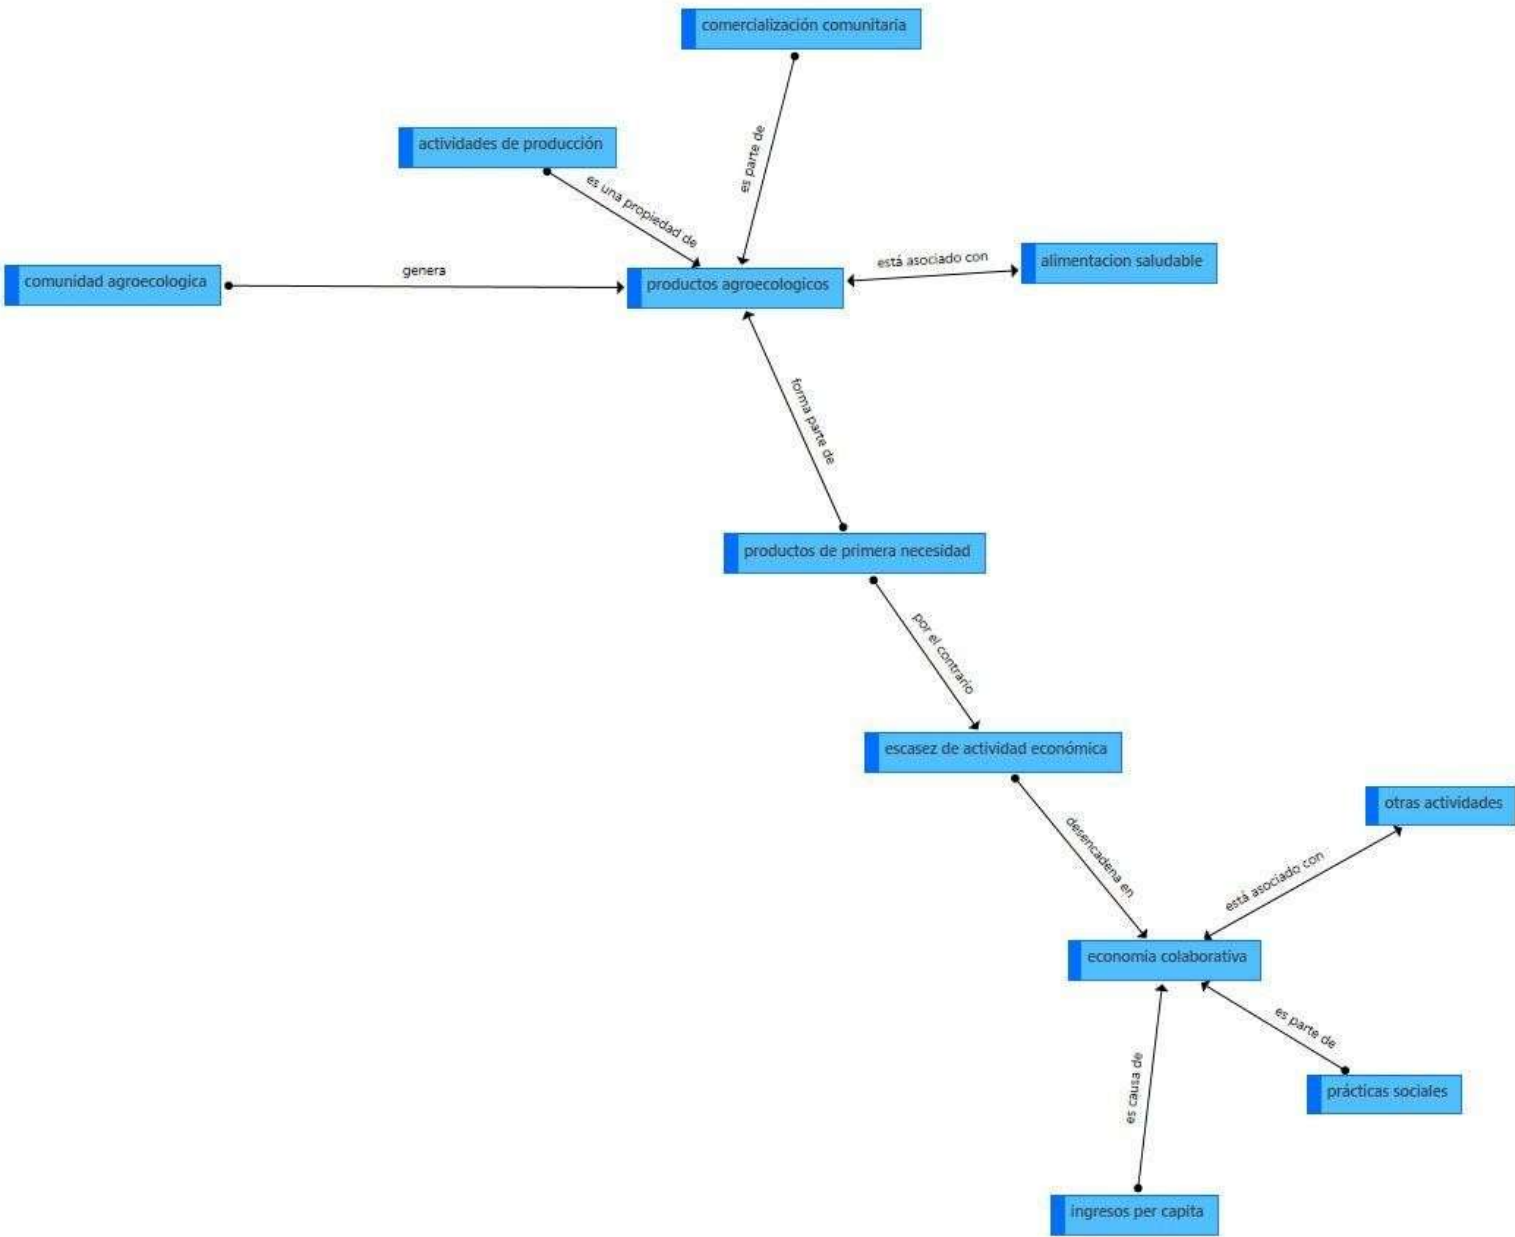 comercialización comunitaria
es parte de
actividades de producción
es una propiedad de
comunidad agroecologica
genera
productos agroecologicos
está asociado con
alimentacion saludable
forma parte de
productos de primera necesidad
por el contrario
escasez de actividad económica
desencadena en
otras actividades
está asociado con
economia colaborativa
es parte de
prácticas sociales
es causa de
ingresos per capita